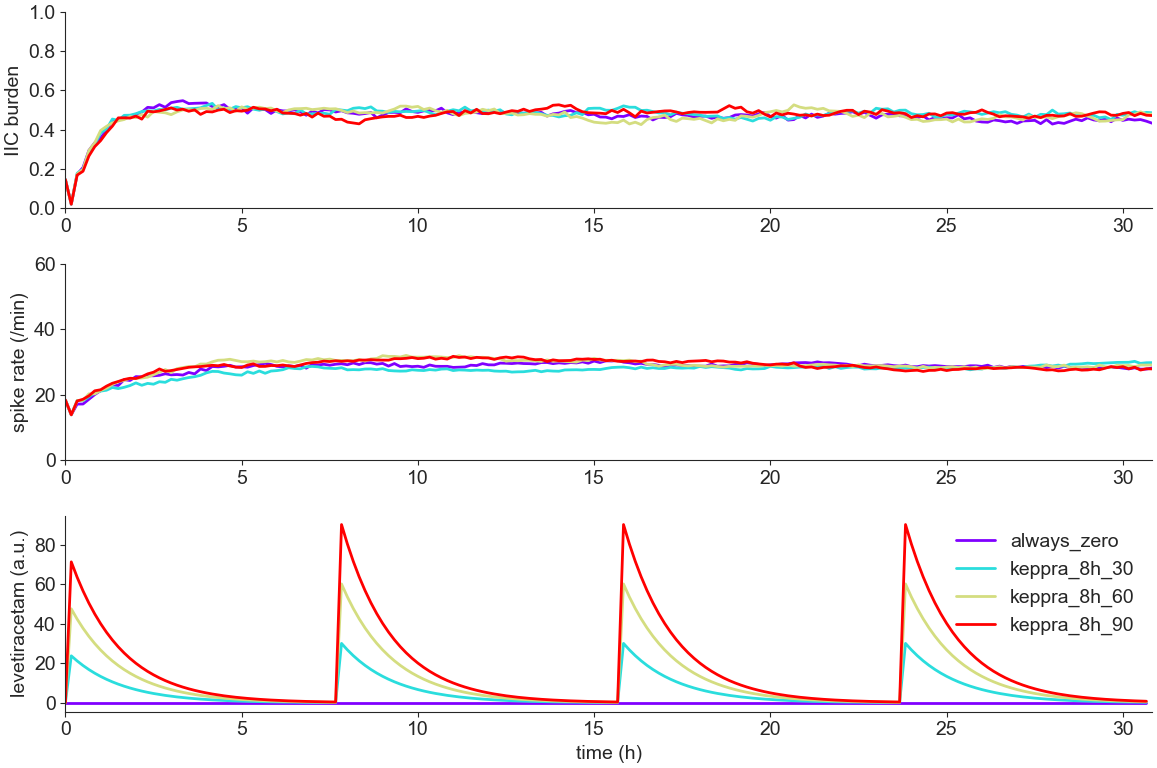 1.0
0.8
0.6
0.4
0.2
0.0
IIC burden
0 5 10 15 20 25 30
60
40
20
0
spike rate (/min)
0 5 10 15 20 25 30
80
60
40
20
0
levetiracetam (a.u.)
always_zero
keppra_8h_30
keppra_8h_60
keppra_8h_90
0 5 10 15 20 25 30
time (h)